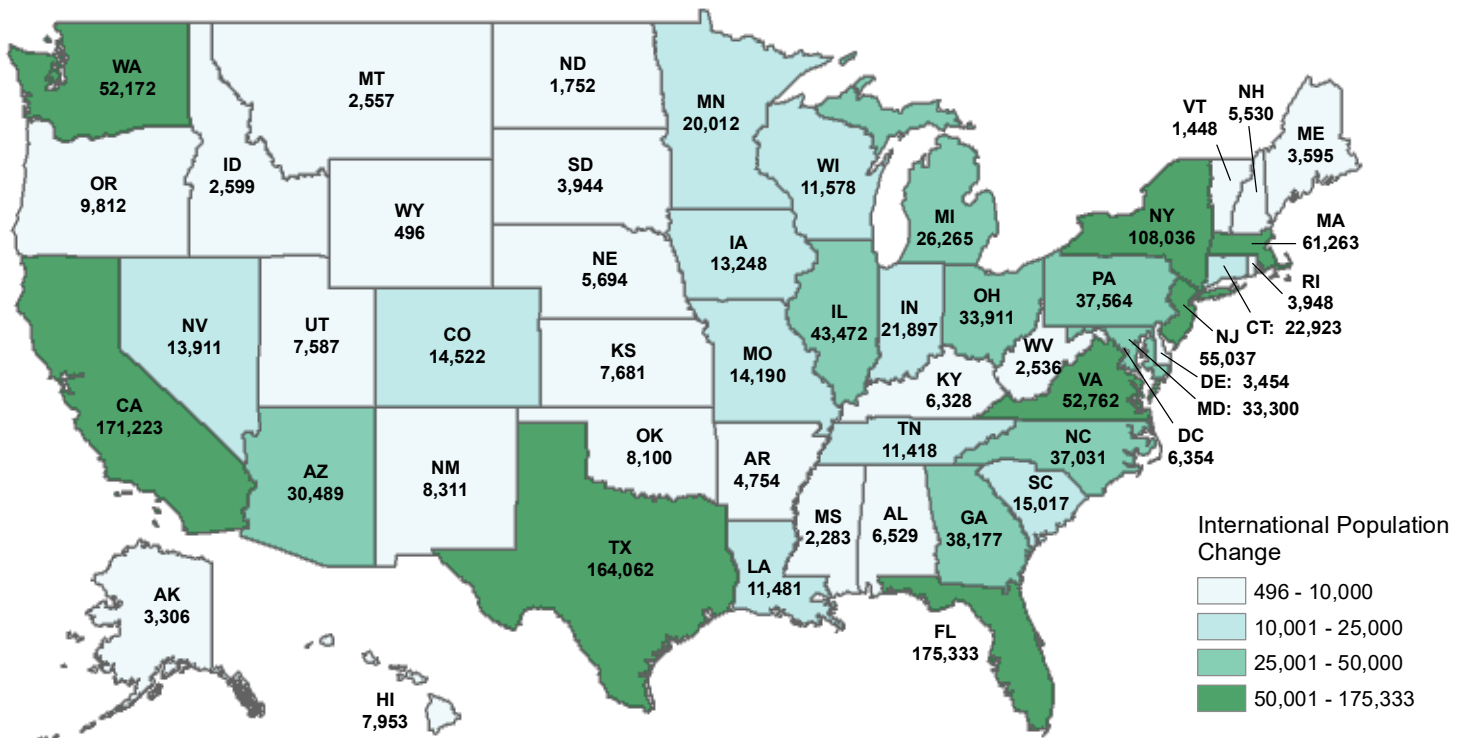 WA
52,172
MT
2,557
ND
1,752
MN
20,012
VT
1,448
NH
5,530
ME
3,595
OR
9,812
ID
2,599
SD
3,944
WI
11,578
WY
496
MI
26,265
NY
108,036
MA
61,263
NE
5,694
IA
13,248
RI
3,948
CT: 22,923
NV
13,911
UT
7,587
CO
14,522
KS
7,681
MO
14,190
IL
43,472
IN
21,897
OH
33,911
PA
37,564
NJ
55,037
WV
2,536
DE: 3,454
MD: 33,300
DC
6,354
KY
6,328
VA
52,762
CA
171,223
AZ
30,489
NM
8,311
OK
8,100
AR
4,754
TN
11,418
NC
37,031
SC
15,017
MS
2,283
AL
6,529
GA
38,177
TX
164,062
LA
11,481
FL
175,333
AK
3,306
HI
7,953
International Population
Change
496 - 10,000
10,001 - 25,000
25,001 - 50,000
50,001 - 175,333